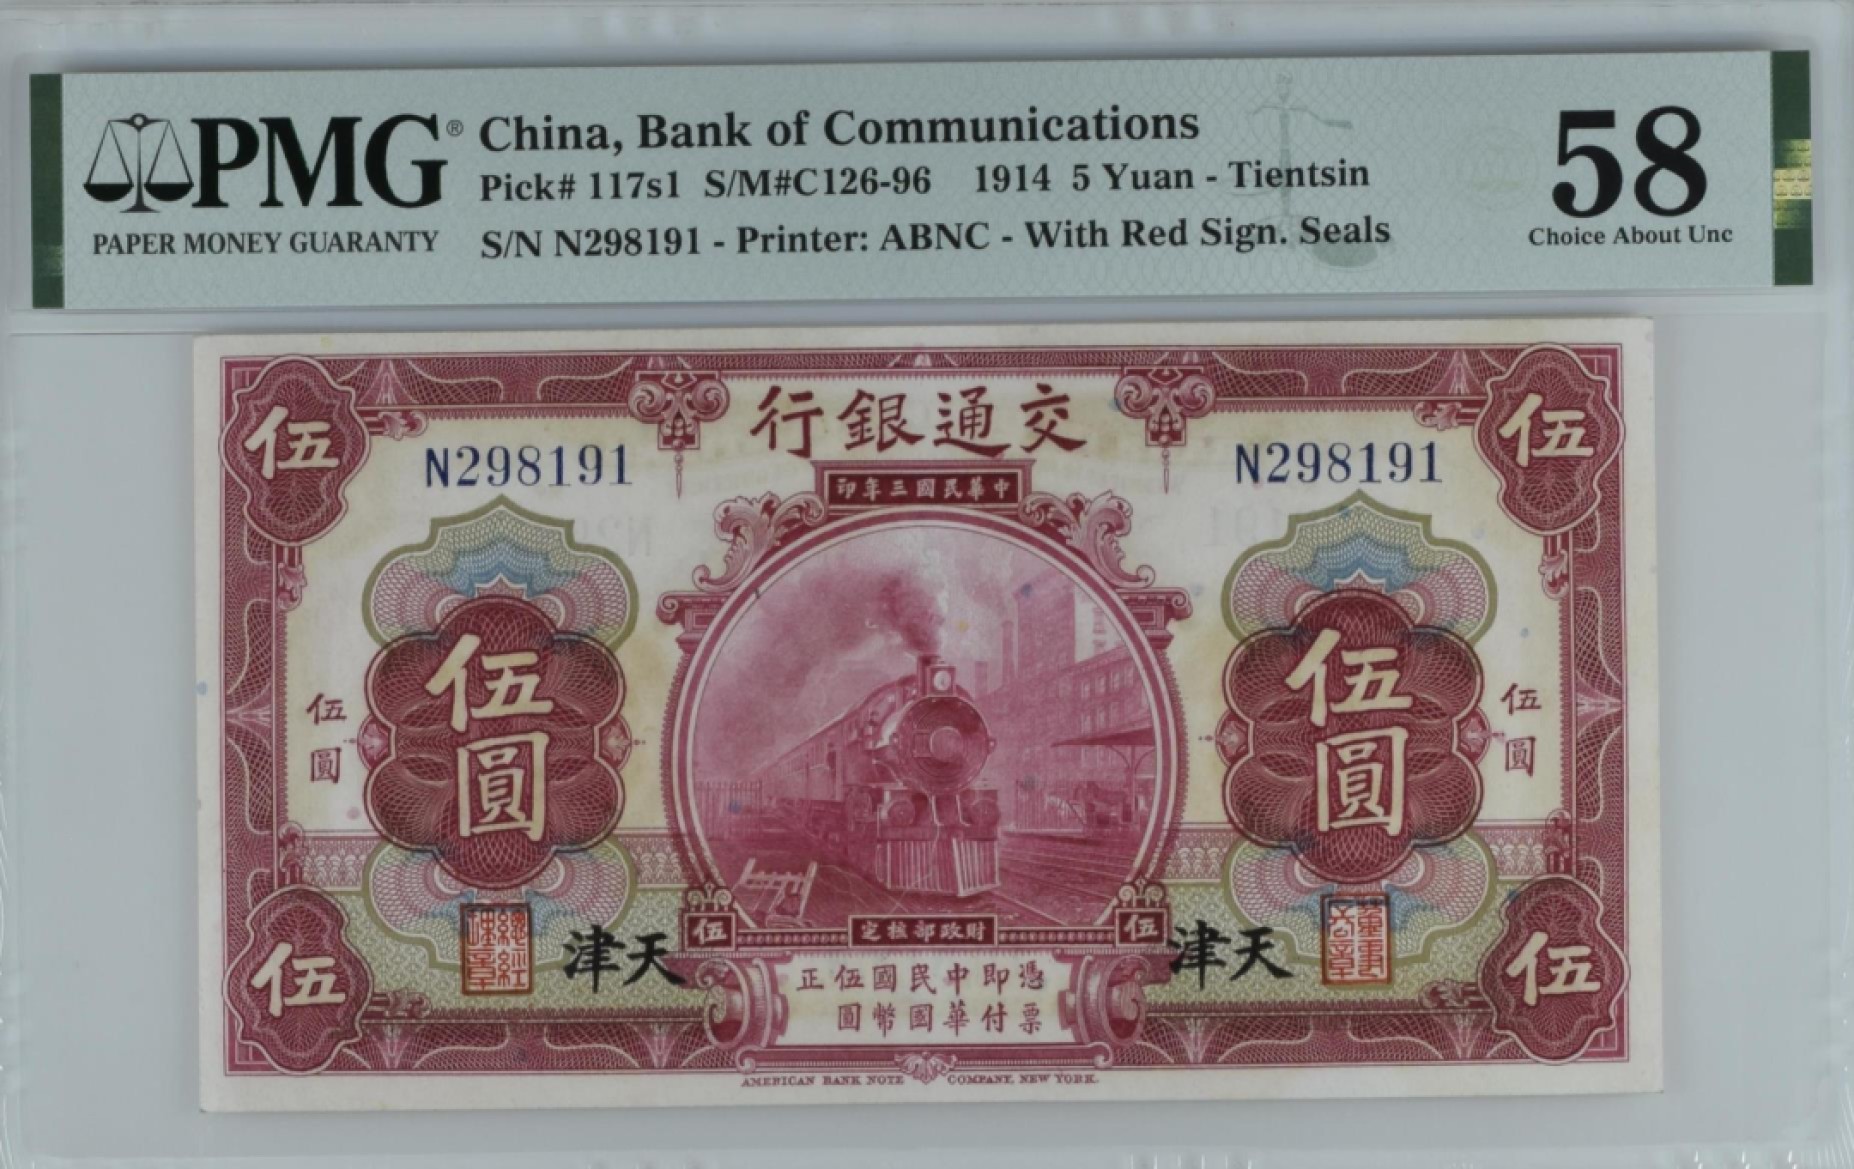 PMG®
PAPER MONEY GUARANTY
China, Bank of Communications
Pick# 117s1 S/M#C126-96 1914 5 Yuan - Tientsin
S/N N298191 - Printer: ABNC - With Red Sign. Seals
58
Choice About Unc
行銀通交
伍
伍
N298191
N298191
印年三國民華中
伍圓
伍圓
伍圓
伍圓
伍
伍
定核部政財
津天
津天
總經理章
憑票即付中華民國國幣伍圓正
伍
伍
AMERICAN BANK NOTE COMPANY, NEW YORK.